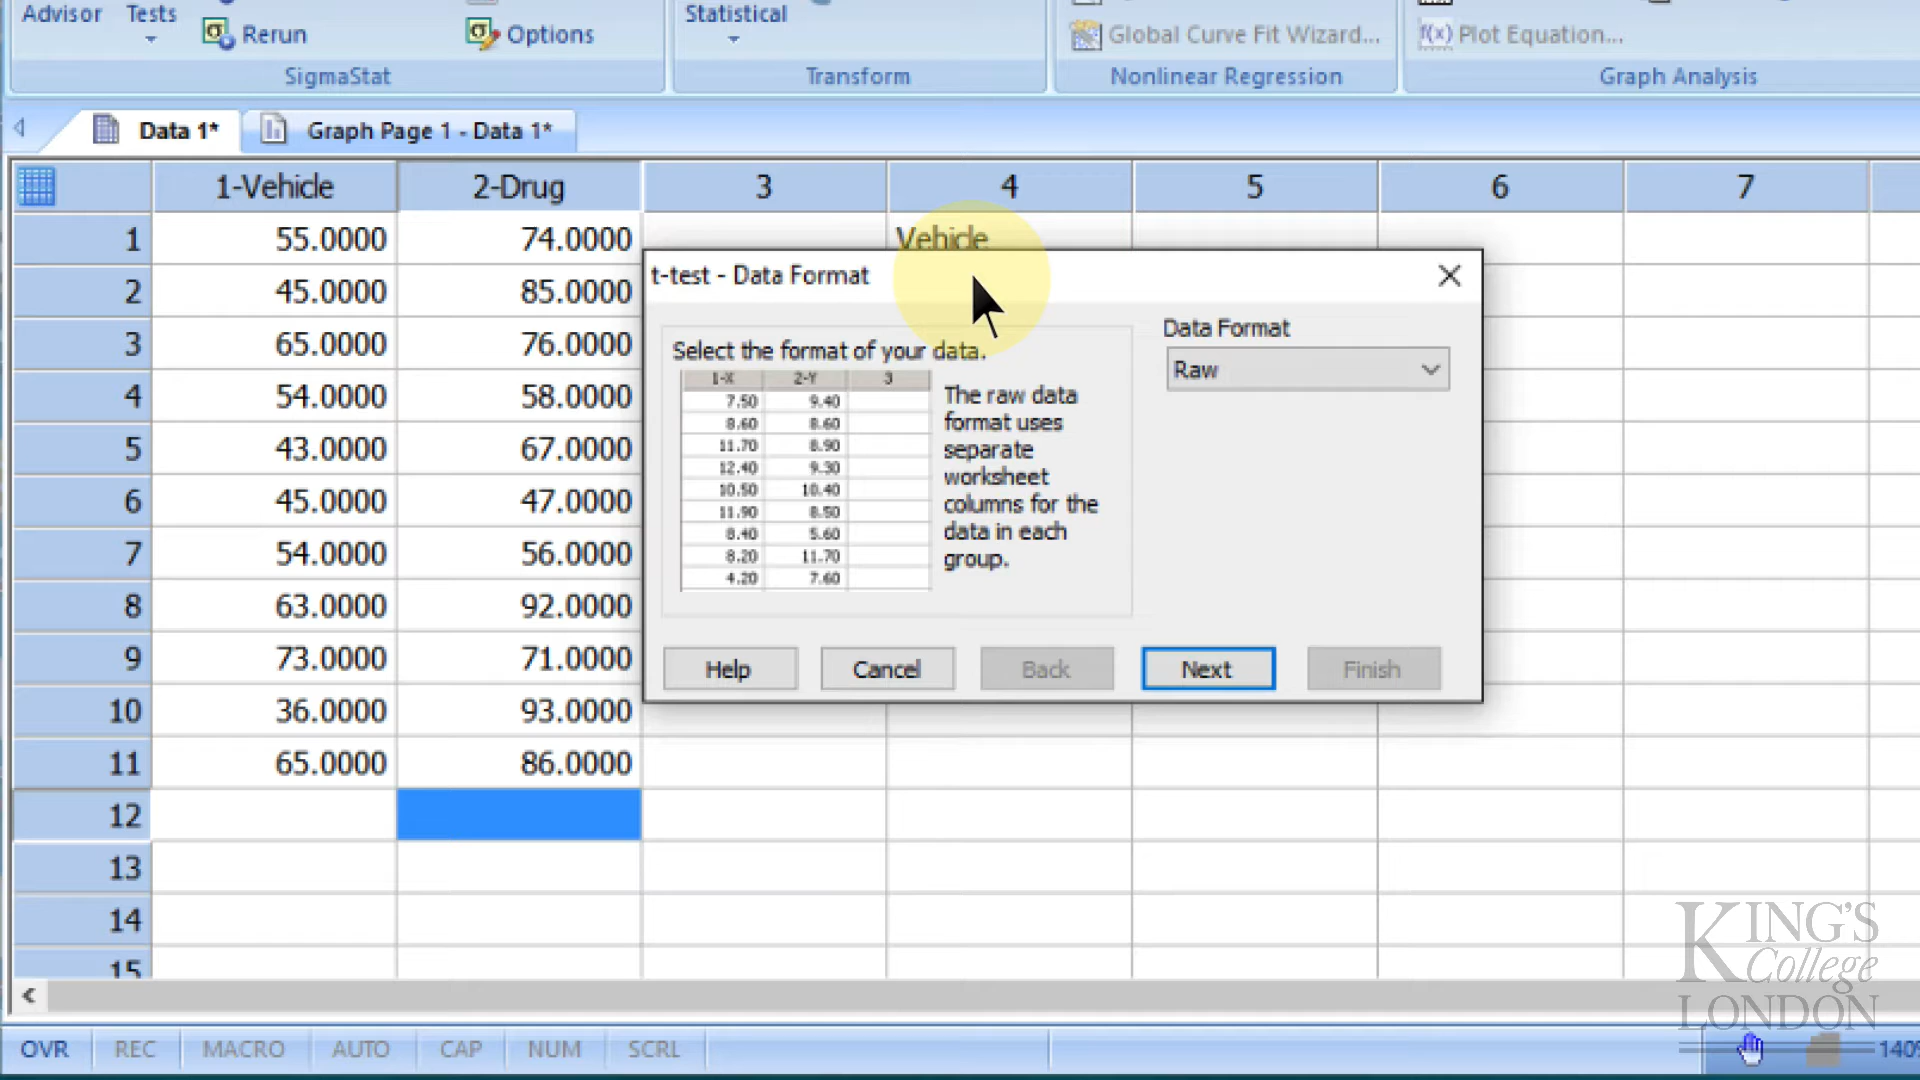 Advisor Tests Rerun Options Statistical Global Curve Fit Wizard... f(x) Plot Equation...
SigmaStat Transform Nonlinear Regression Graph Analysis
Data 1* Graph Page 1 - Data 1*
1-Vehicle 2-Drug 3 4 5 6 7
1 55.0000 74.0000 Vehicle
2 45.0000 85.0000
3 65.0000 76.0000
4 54.0000 58.0000
5 43.0000 67.0000
6 45.0000 47.0000
7 54.0000 56.0000
8 63.0000 92.0000
9 73.0000 71.0000
10 36.0000 93.0000
11 65.0000 86.0000
12
13
14
15
t-test - Data Format
Select the format of your data.
1-X 2-Y 3
7.50 9.40
8.60 8.60
11.70 8.90
12.40 9.30
10.50 10.40
11.90 8.50
8.40 5.60
8.20 11.70
4.20 7.60
The raw data
format uses
separate
worksheet
columns for the
data in each
group.
Data Format
Raw
Help Cancel Back Next Finish
KING'S
College
LONDON
OVR REC MACRO AUTO CAP NUM SCRL 140%